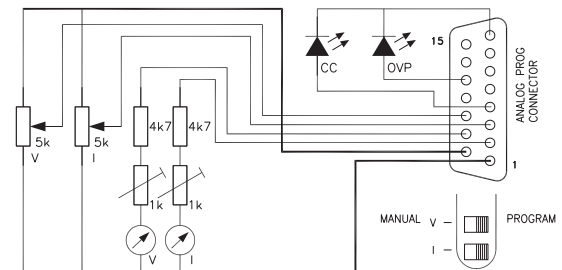 15
CC
OVP
ANALOG PROG
CONNECTOR
5k
V
5k
I
4k7
4k7
1k
1k
V
I
1
MANUAL
V –
I –
PROGRAM